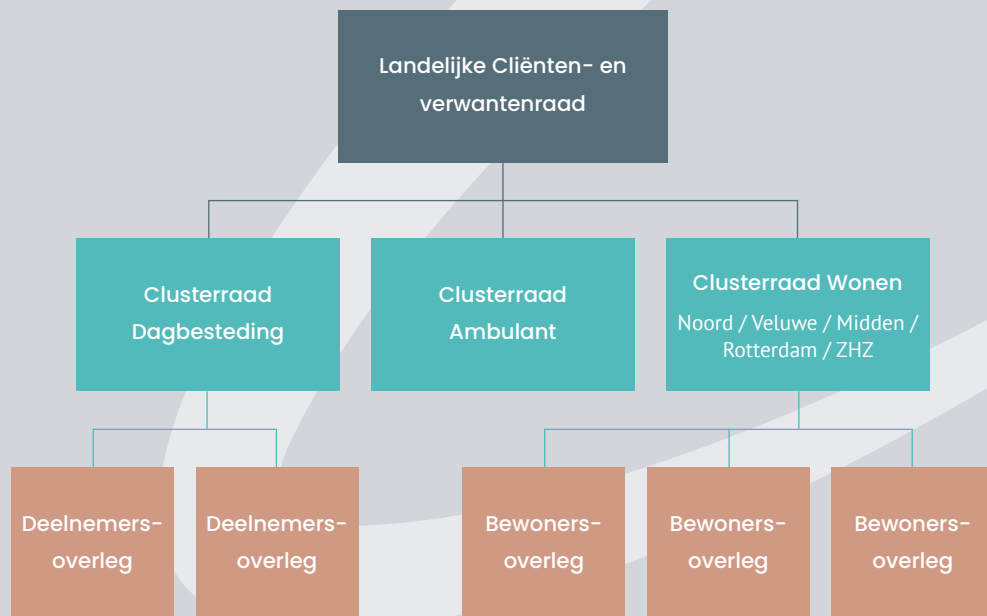 Landelijke Cliënten- en
verwantenraad
Clusterraad
Dagbesteding
Clusterraad
Ambulant
Clusterraad Wonen
Noord / Veluwe / Midden /
Rotterdam / ZHZ
Deelnemers-
overleg
Deelnemers-
overleg
Bewoners-
overleg
Bewoners-
overleg
Bewoners-
overleg